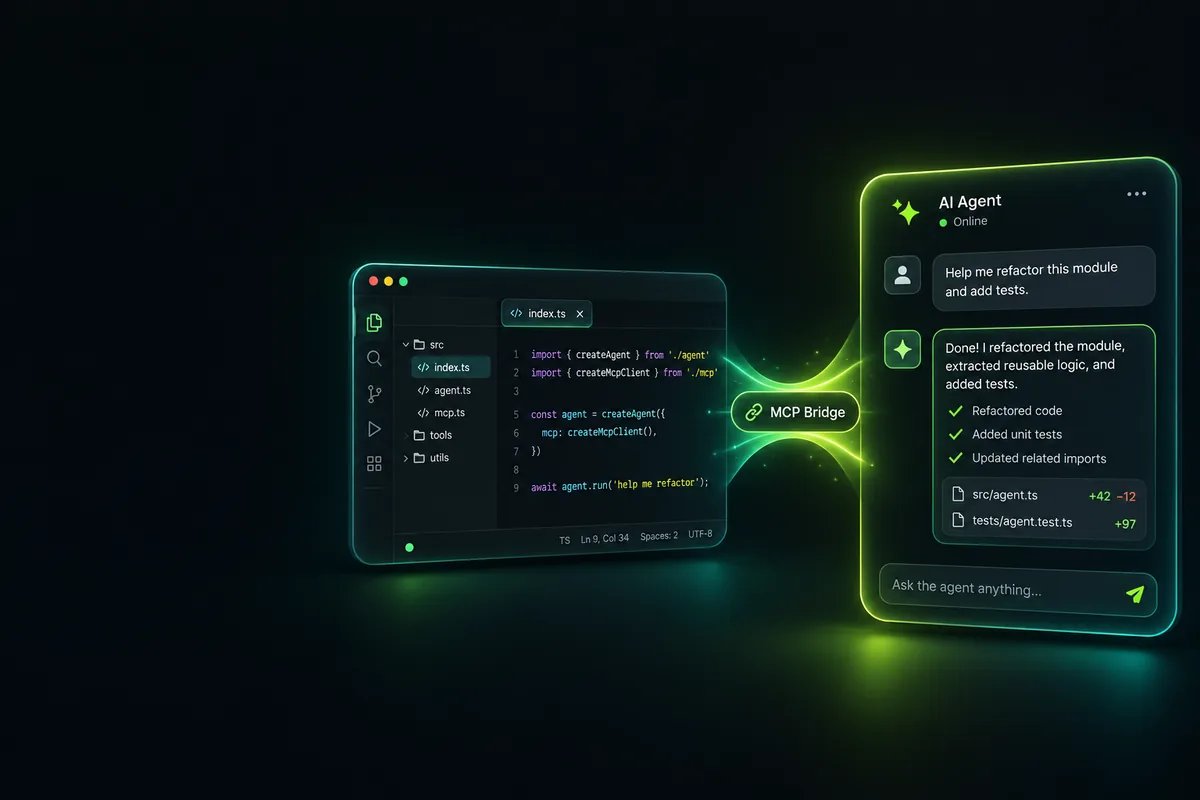 index.ts ×
src
index.ts
agent.ts
mcp.ts
tools
utils
1 import { createAgent } from './agent'
2 import { createMcpClient } from './mcp'
3
5 const agent = createAgent({
6 mcp: createMcpClient(),
7 })
8
9 await agent.run('help me refactor');
TS Ln 9, Col 34 Spaces: 2 UTF-8
MCP Bridge
AI Agent
Online
Help me refactor this module
and add tests.
Done! I refactored the module,
extracted reusable logic, and
added tests.
Refactored code
Added unit tests
Updated related imports
src/agent.ts +42 −12
tests/agent.test.ts +97
Ask the agent anything...